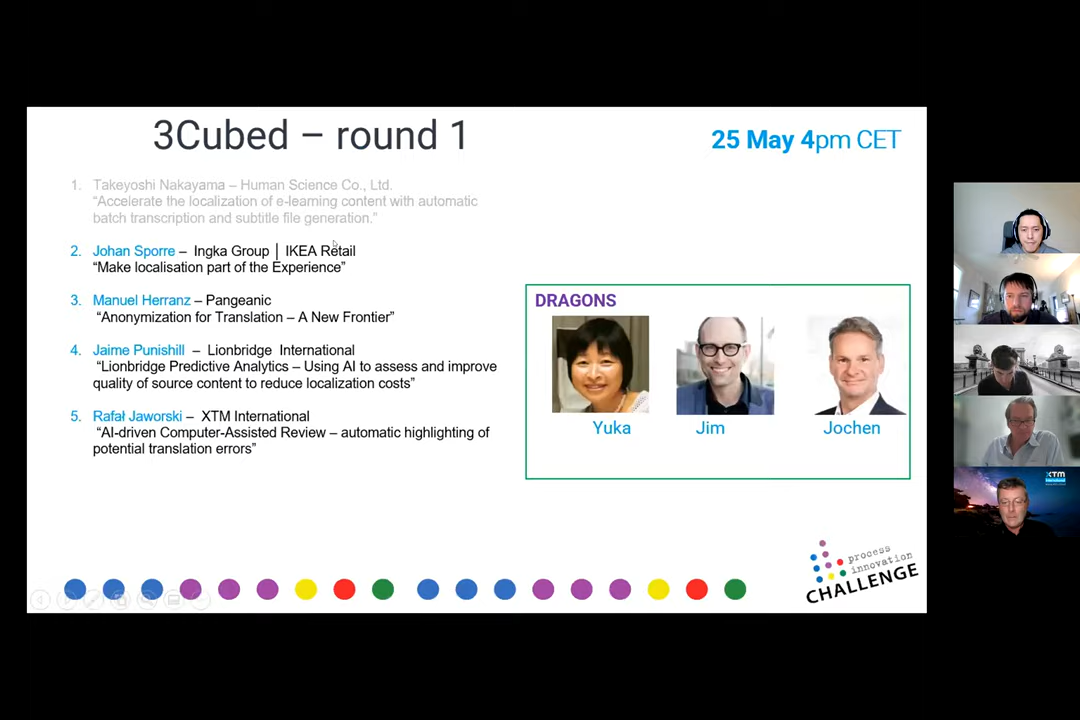 3Cubed – round 1
25 May 4pm CET
1. Takeyoshi Nakayama – Human Science Co., Ltd.
“Accelerate the localization of e-learning content with automatic
batch transcription and subtitle file generation.”
2. Johan Sporre – Ingka Group | IKEA Retail
“Make localisation part of the Experience”
3. Manuel Herranz – Pangeanic
“Anonymization for Translation – A New Frontier”
4. Jaime Punishill – Lionbridge International
“Lionbridge Predictive Analytics – Using AI to assess and improve
quality of source content to reduce localization costs”
5. Rafał Jaworski – XTM International
“AI-driven Computer-Assisted Review – automatic highlighting of
potential translation errors”
DRAGONS
Yuka
Jim
Jochen
process
innovation
CHALLENGE
XTM